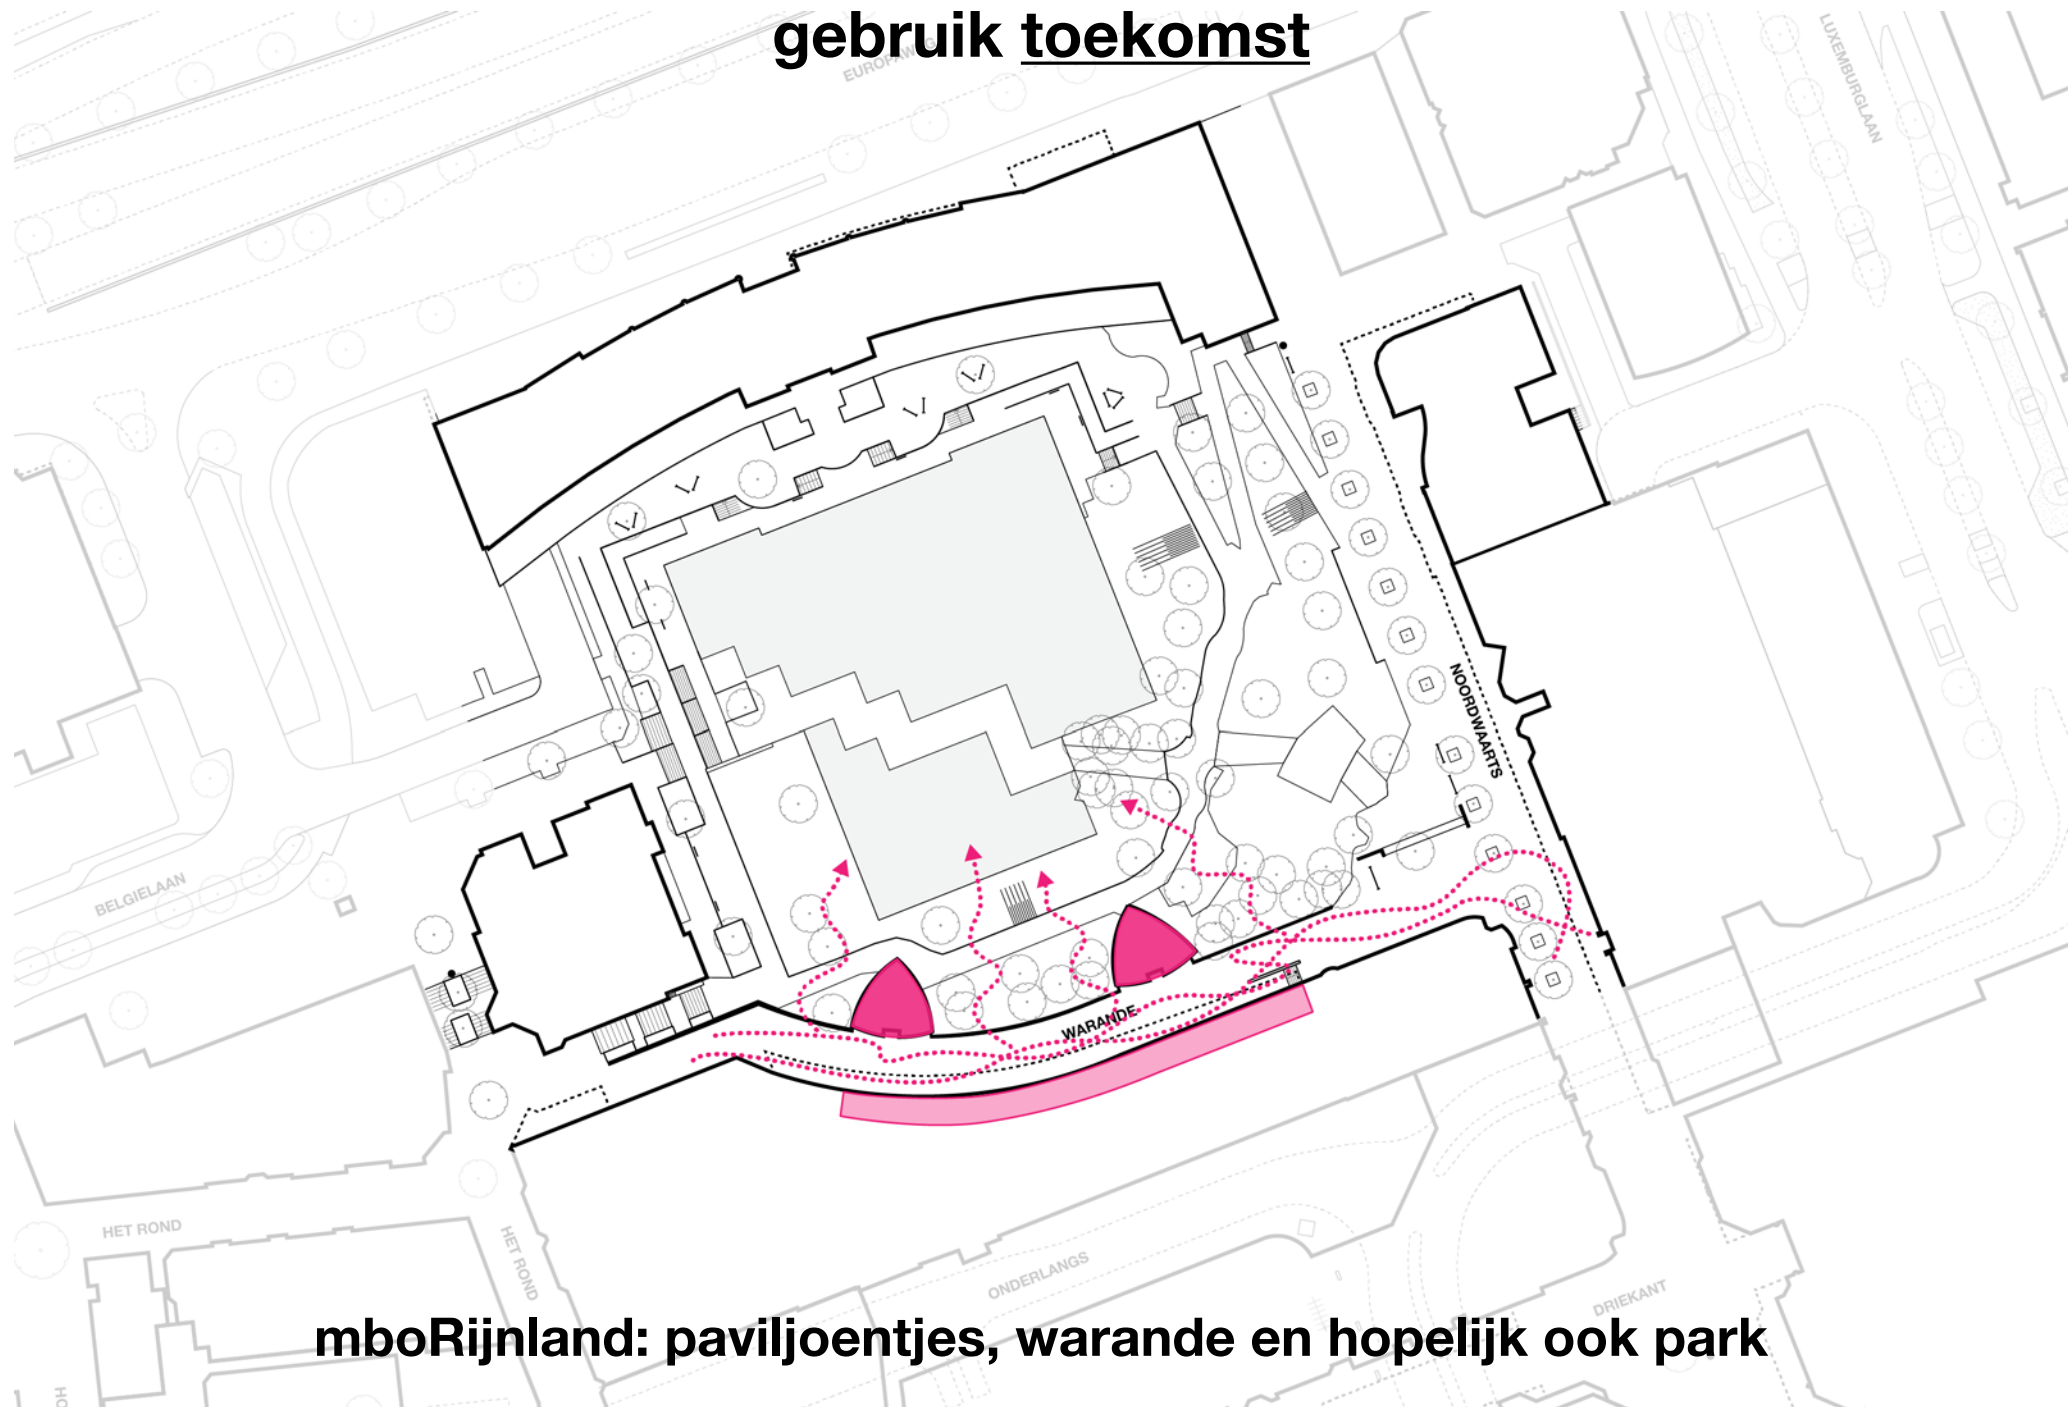 gebruik toekomst
EUROPAWEG
LUXEMBURGLAAN
NOORDWAARTS
BELGIELAAN
WARANDE
HET ROND
HET ROND
ONDERLANGS
DRIEKANT
mboRijnland: paviljoentjes, warande en hopelijk ook park